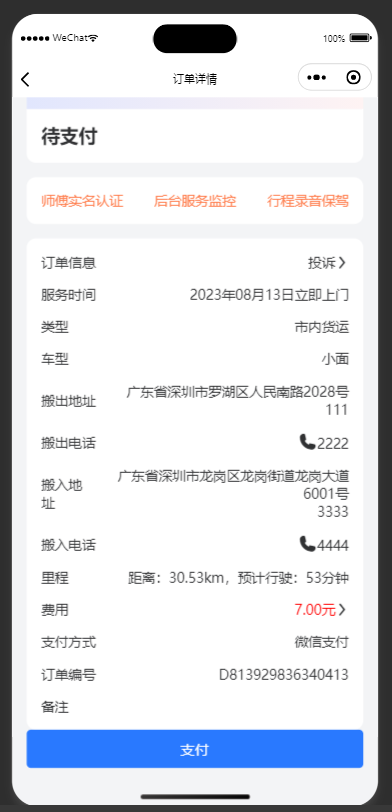 WeChat 100%
订单详情
待支付
师傅实名认证 后台服务监控 行程录音保驾
订单信息 投诉
服务时间 2023年08月13日立即上门
类型 市内货运
车型 小面
搬出地址 广东省深圳市罗湖区人民南路2028号
111
搬出电话 2222
搬入地址 广东省深圳市龙岗区龙岗街道龙岗大道
6001号
3333
搬入电话 4444
里程 距离：30.53km，预计行驶：53分钟
费用 7.00元
支付方式 微信支付
订单编号 D813929836340413
备注
支付